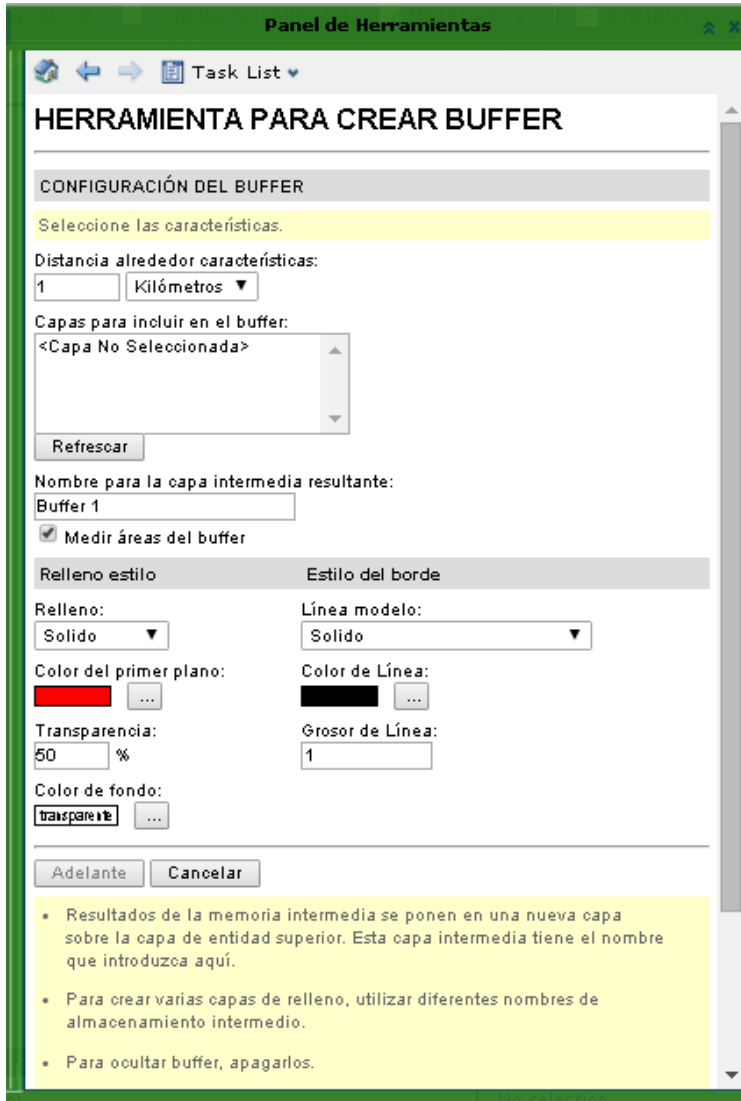 Panel de Herramientas
Task List
HERRAMIENTA PARA CREAR BUFFER
CONFIGURACIÓN DEL BUFFER
Seleccione las características.
Distancia alrededor características:
1 Kilómetros
Capas para incluir en el buffer:
<Capa No Seleccionada>
Refrescar
Nombre para la capa intermedia resultante:
Buffer 1
Medir áreas del buffer
Relleno estilo Estilo del borde
Relleno: Línea modelo:
Solido Solido
Color del primer plano: Color de Línea:
... ...
Transparencia: Grosor de Línea:
50 % 1
Color de fondo:
transparente ...
Adelante Cancelar
• Resultados de la memoria intermedia se ponen en una nueva capa
sobre la capa de entidad superior. Esta capa intermedia tiene el nombre
que introduzca aquí.
• Para crear varias capas de relleno, utilizar diferentes nombres de
almacenamiento intermedio.
• Para ocultar buffer, apagarlos.
No selection